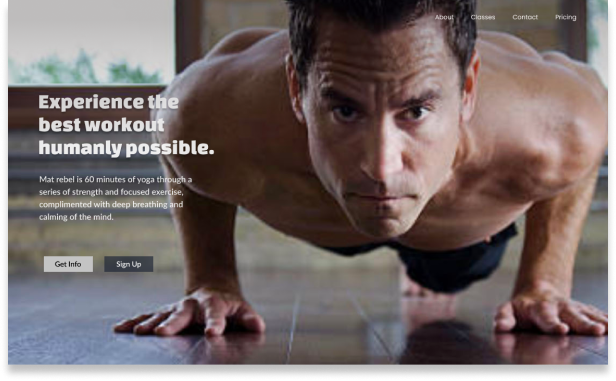 About Classes Contact Pricing
Experience the
best workout
humanly possible.
Mat rebel is 60 minutes of yoga through a
series of strength and focused exercise,
complimented with deep breathing and
calming of the mind.
Get Info Sign Up